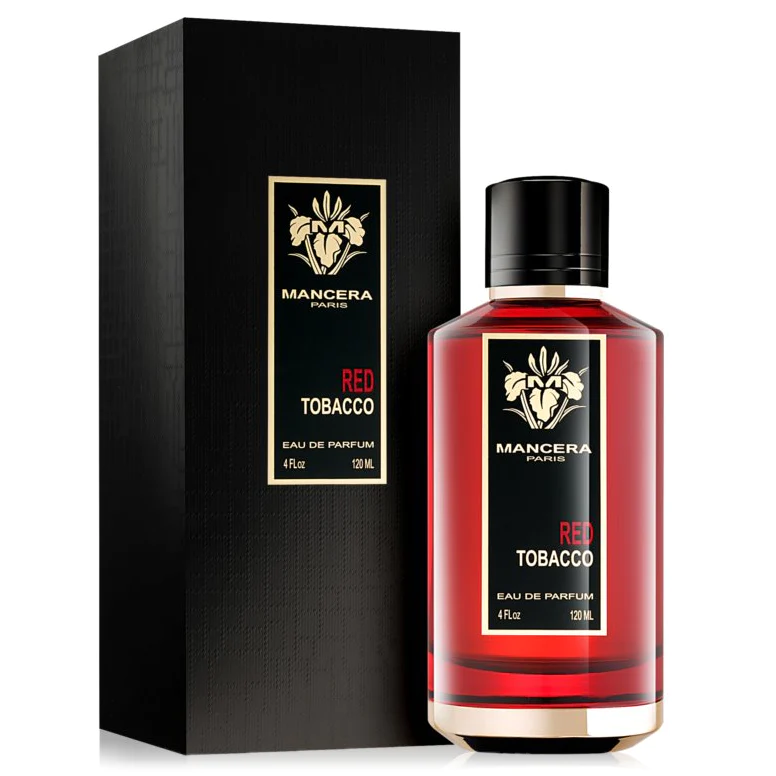 MANCERA
PARIS
RED
TOBACCO
EAU DE PARFUM
4 FLoz 120 ML
MANCERA
PARIS
RED
TOBACCO
EAU DE PARFUM
4 FLoz 120 ML